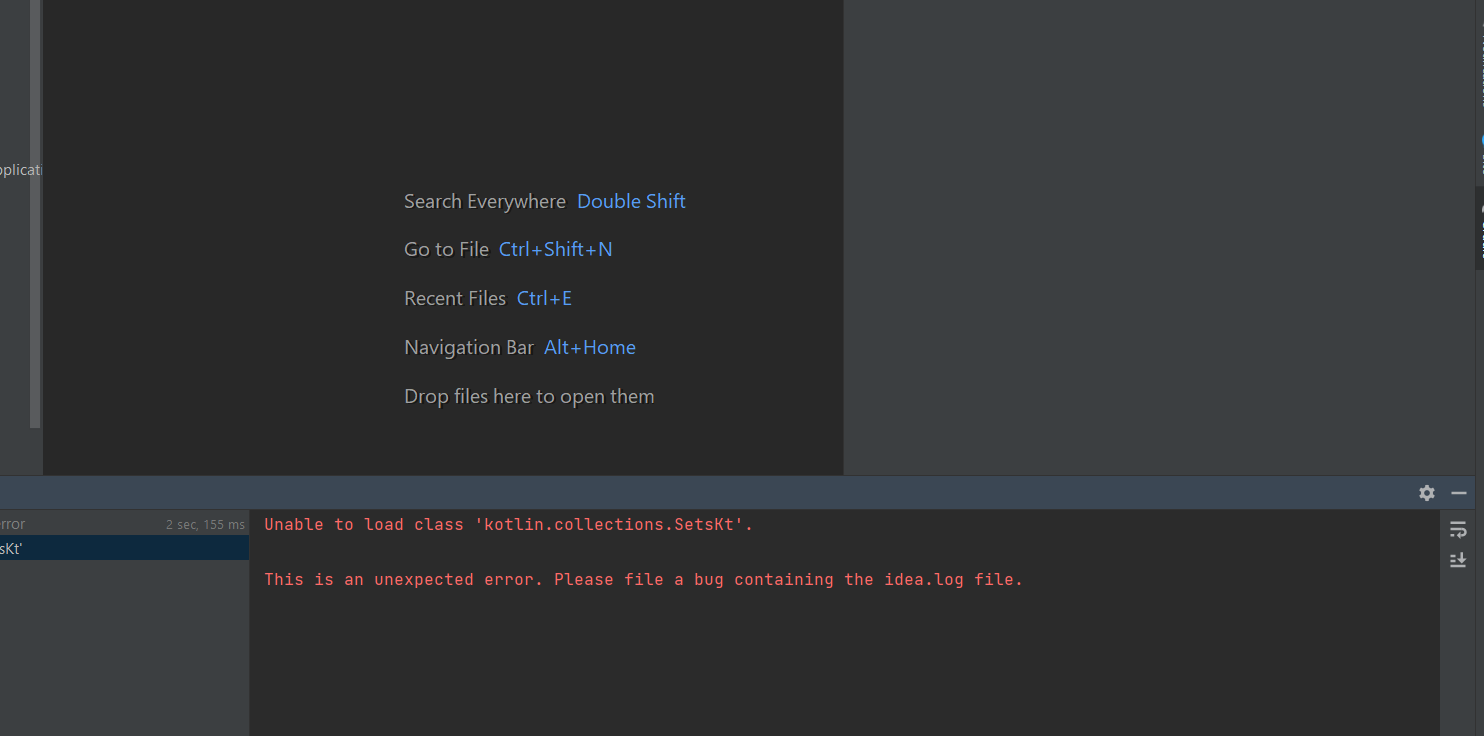 Search Everywhere Double Shift
Go to File Ctrl+Shift+N
Recent Files Ctrl+E
Navigation Bar Alt+Home
Drop files here to open them
rror 2 sec, 155 ms
sKt'
Unable to load class 'kotlin.collections.SetsKt'.
This is an unexpected error. Please file a bug containing the idea.log file.